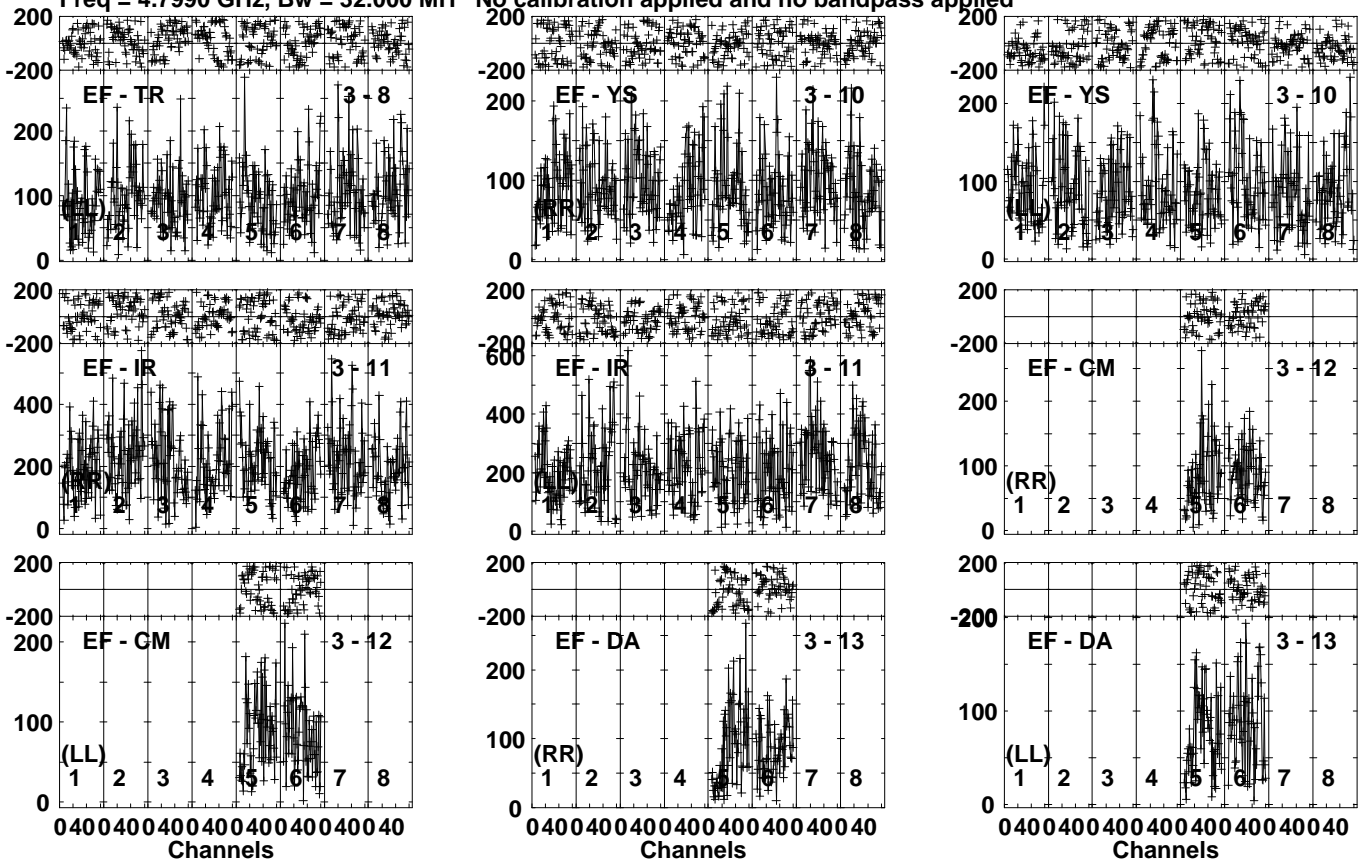 Freq = 4.7990 GHz, Bw = 32.000 MH No calibration applied and no bandpass applied
200 200 200
-200 -200 -200
EF - TR 3 - 8 EF - YS 3 - 10 EF - YS 3 - 10
200 200 200
100 100 100
(LL) (RR) (LL)
1 2 3 4 5 6 7 8 1 2 3 4 5 6 7 8 1 2 3 4 5 6 7 8
0 0 0
200 200 200
-200 -200 -200
600
EF - IR 3 - 11 EF - IR 3 - 11 EF - CM 3 - 12
400 400 200
200 200 100
(RR) (LL) (RR)
1 2 3 4 5 6 7 8 1 2 3 4 5 6 7 8 1 2 3 4 5 6 7 8
0 0 0
200 200 200
-200 -200 -200
200
EF - CM 3 - 12 EF - DA 3 - 13 EF - DA 3 - 13
200 200
100 100 100
(LL) (RR) (LL)
1 2 3 4 5 6 7 8 1 2 3 4 5 6 7 8 1 2 3 4 5 6 7 8
0 0 0
0 40 0 40 0 40 0 40 0 40 0 40 0 40 0 40 0 40 0 40 0 40 0 40 0 40 0 40 0 40 0 40 0 40 0 40 0 40 0 40 0 40 0 40 0 40 0 40
Channels Channels Channels